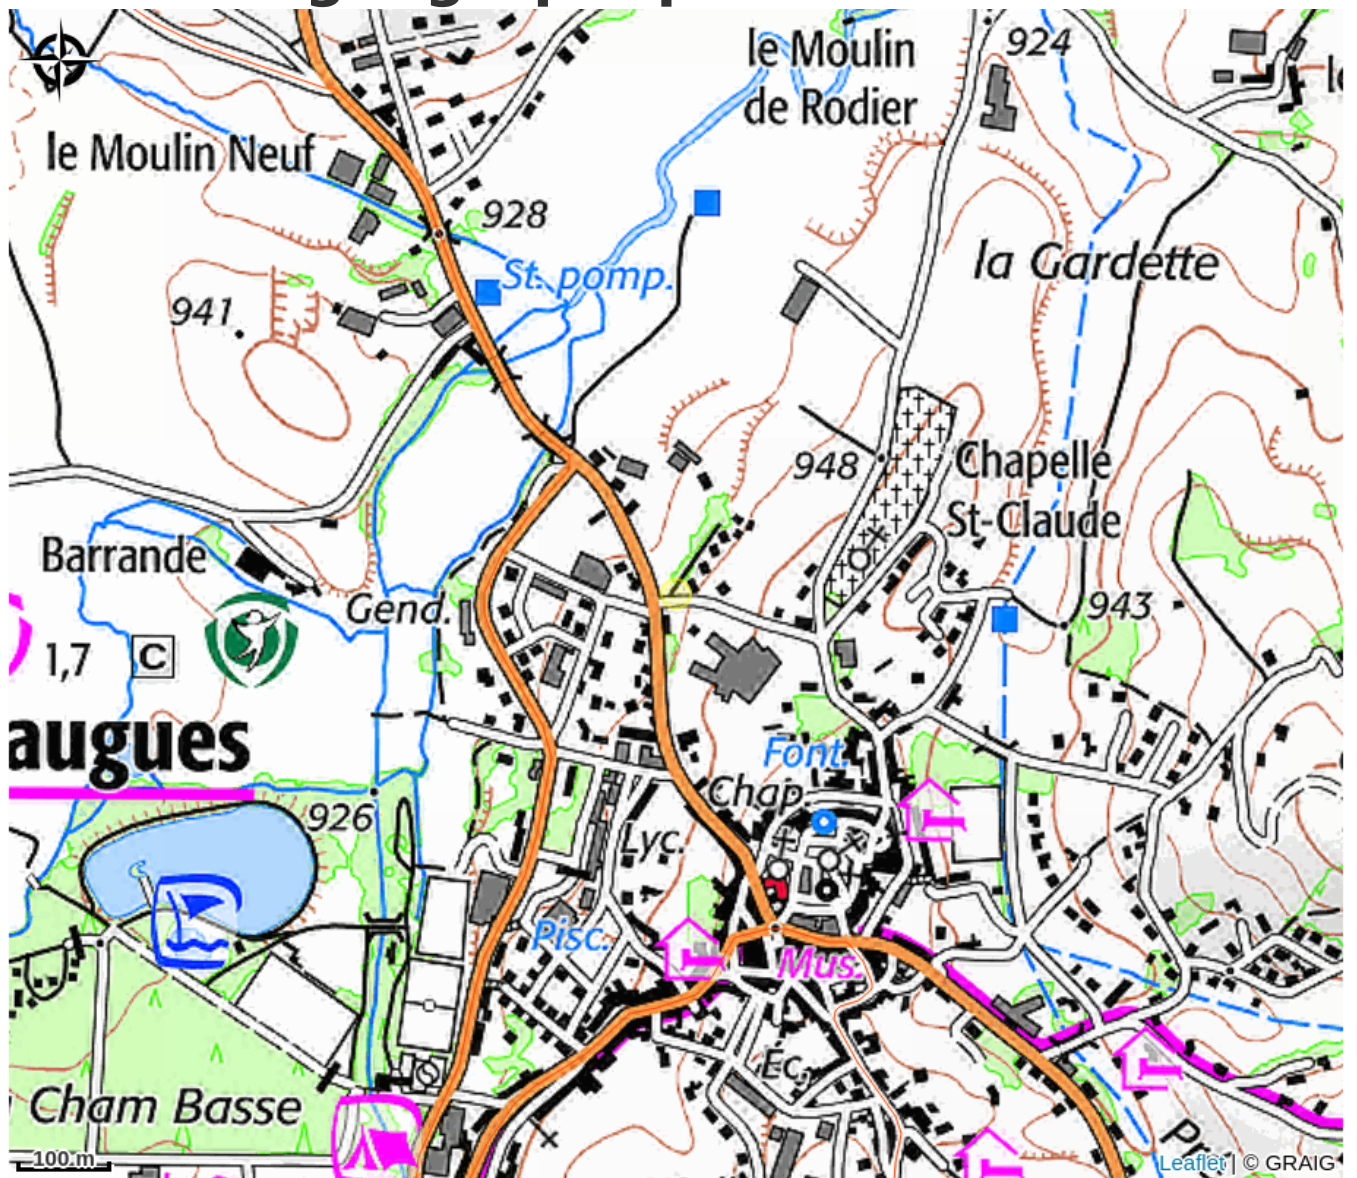 924
le Moulin
de Rodier
le Moulin Neuf
928
la Gardette
St. pomp.
941
948
Chapelle
St-Claude
Barrande
Gend.
943
1,7
C
augues
Font.
Chap.
926
Lyc.
Pisc.
Mus.
Éc.
Cham Basse
100 m
Leaflet | © GRAIG